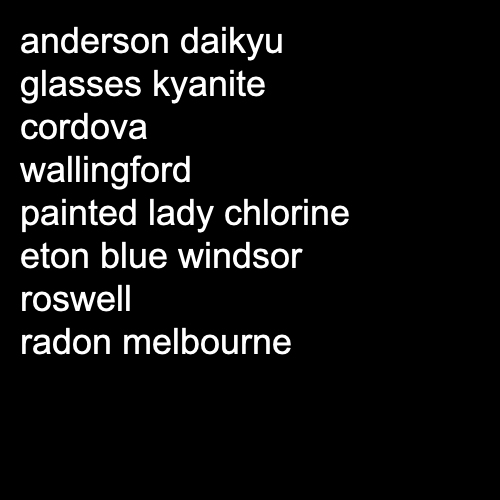 anderson daikyu
glasses kyanite
cordova
wallingford
painted lady chlorine
eton blue windsor
roswell
radon melbourne